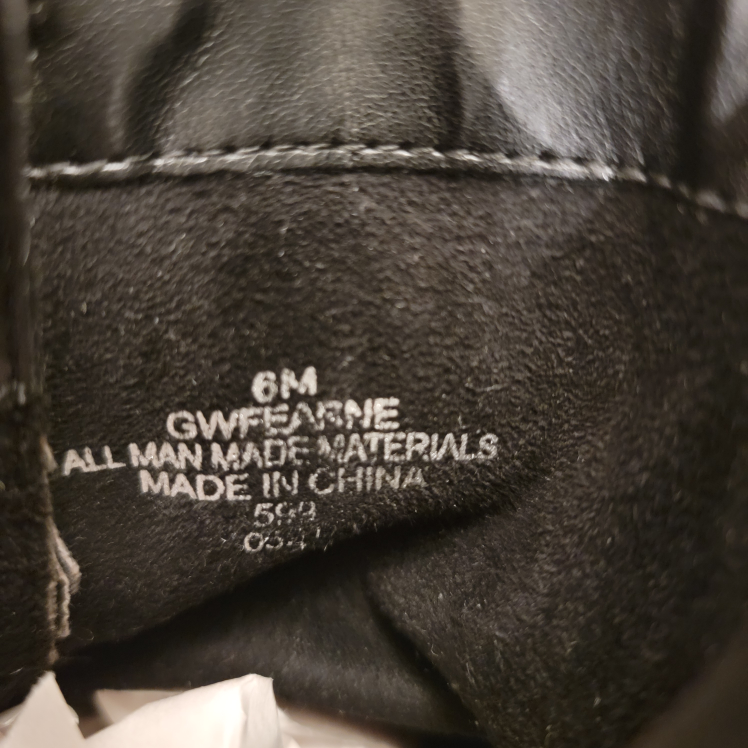 6M
GWFEARNE
ALL MAN MADE MATERIALS
MADE IN CHINA